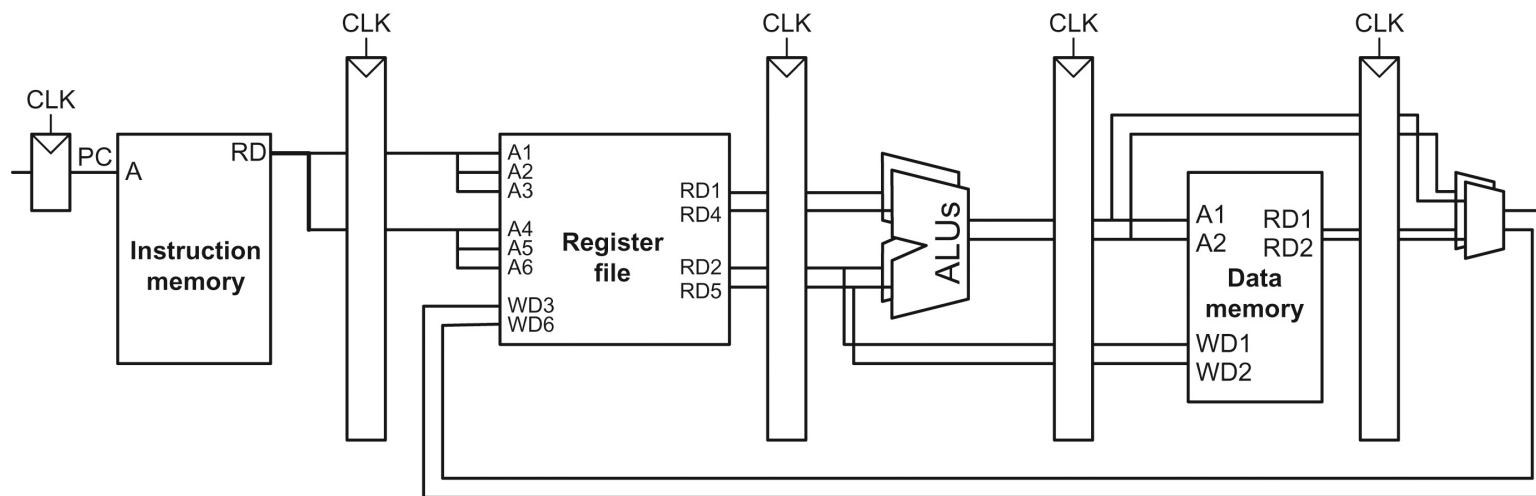 CLK
CLK
CLK
CLK
CLK
PC
A
RD
Instruction
memory
A1
A2
A3
A4
A5
A6
WD3
WD6
Register
file
RD1
RD4
RD2
RD5
ALUs
A1
A2
RD1
RD2
Data
memory
WD1
WD2